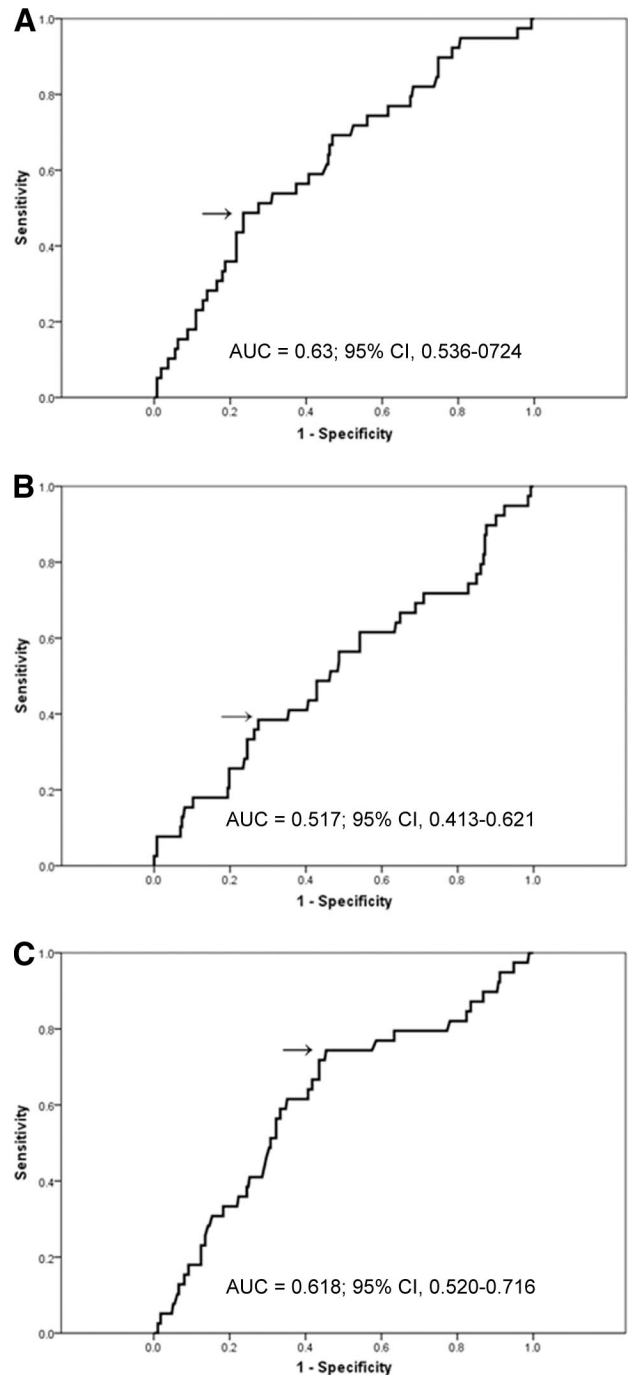 A
1.0
0.8
0.6
0.4
0.2
0.0
Sensitivity
AUC = 0.63; 95% CI, 0.536-0724
0.0 0.2 0.4 0.6 0.8 1.0
1 - Specificity
B
1.0
0.8
0.6
0.4
0.2
0.0
Sensitivity
AUC = 0.517; 95% CI, 0.413-0.621
0.0 0.2 0.4 0.6 0.8 1.0
1 - Specificity
C
1.0
0.8
0.6
0.4
0.2
0.0
Sensitivity
AUC = 0.618; 95% CI, 0.520-0.716
0.0 0.2 0.4 0.6 0.8 1.0
1 - Specificity